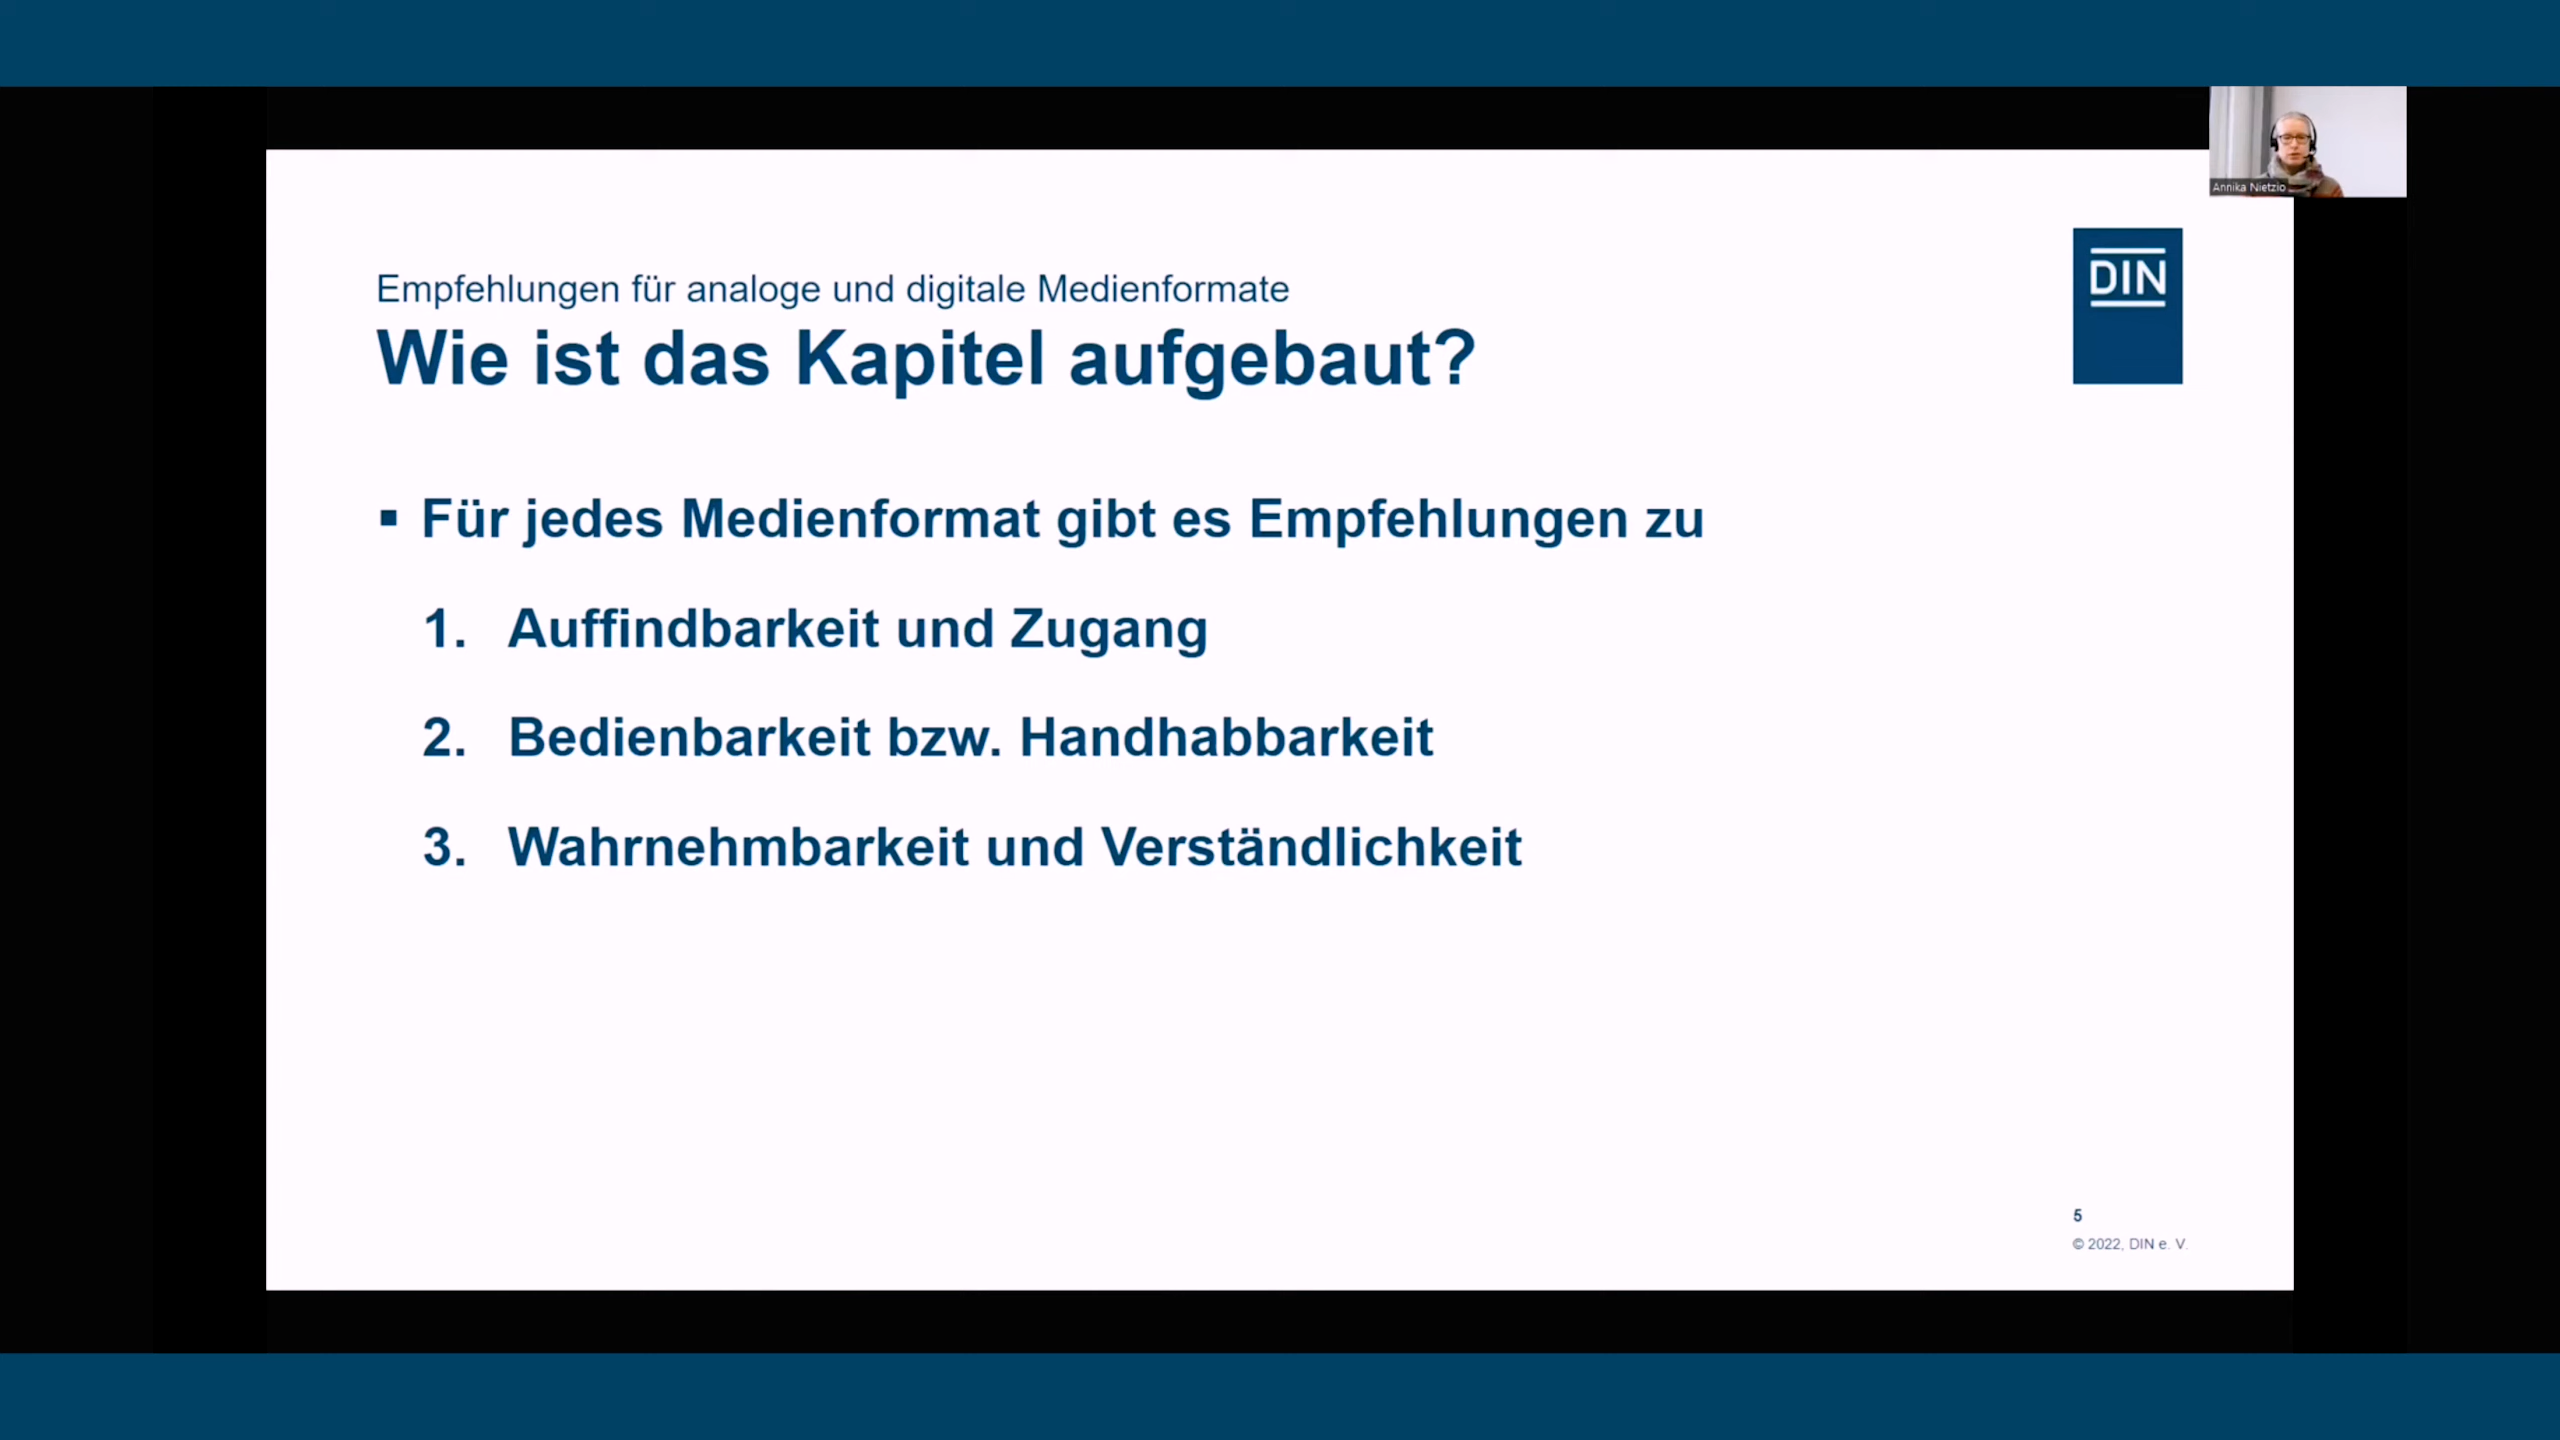 Annika Nietzio
DIN
Empfehlungen für analoge und digitale Medienformate
Wie ist das Kapitel aufgebaut?
▪ Für jedes Medienformat gibt es Empfehlungen zu
1. Auffindbarkeit und Zugang
2. Bedienbarkeit bzw. Handhabbarkeit
3. Wahrnehmbarkeit und Verständlichkeit
5
© 2022, DIN e. V.